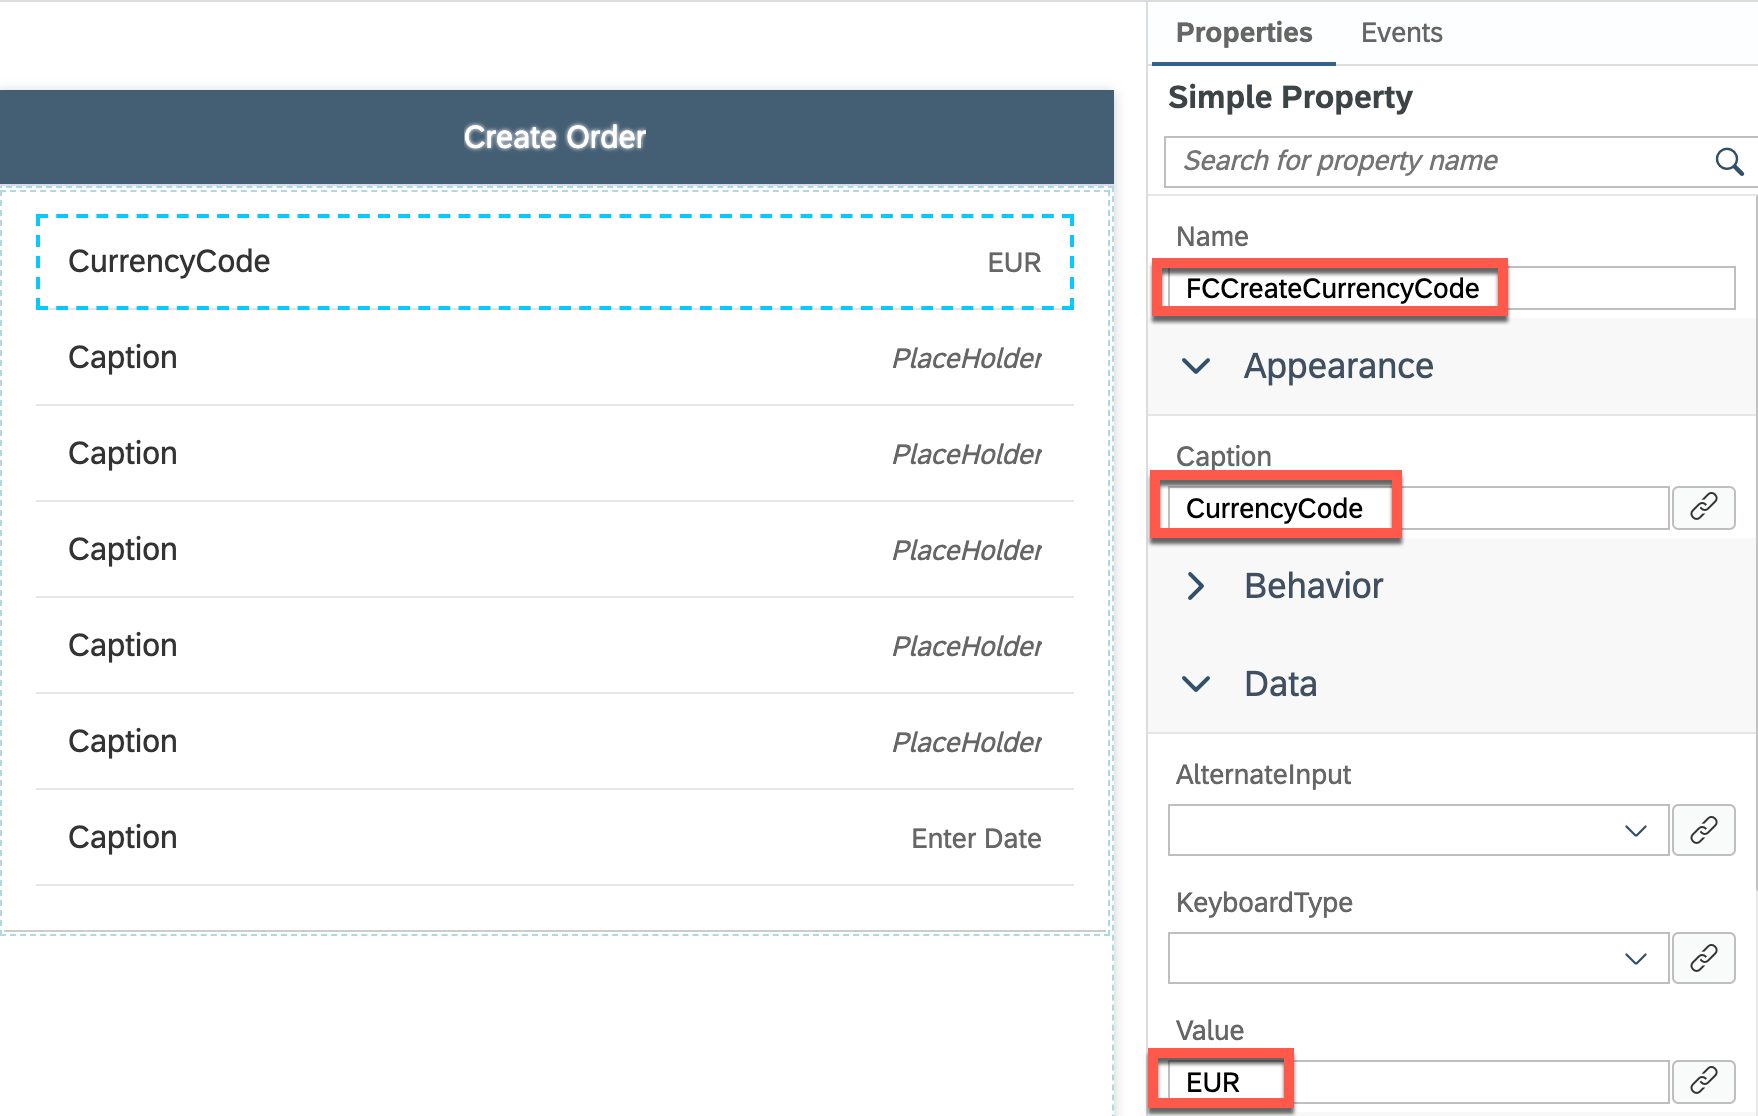 Create Order
CurrencyCode EUR
Caption PlaceHolder
Caption PlaceHolder
Caption PlaceHolder
Caption PlaceHolder
Caption PlaceHolder
Caption Enter Date
Properties Events
Simple Property
Search for property name
Name
FCCreateCurrencyCode
Appearance
Caption
CurrencyCode
Behavior
Data
AlternateInput
KeyboardType
Value
EUR